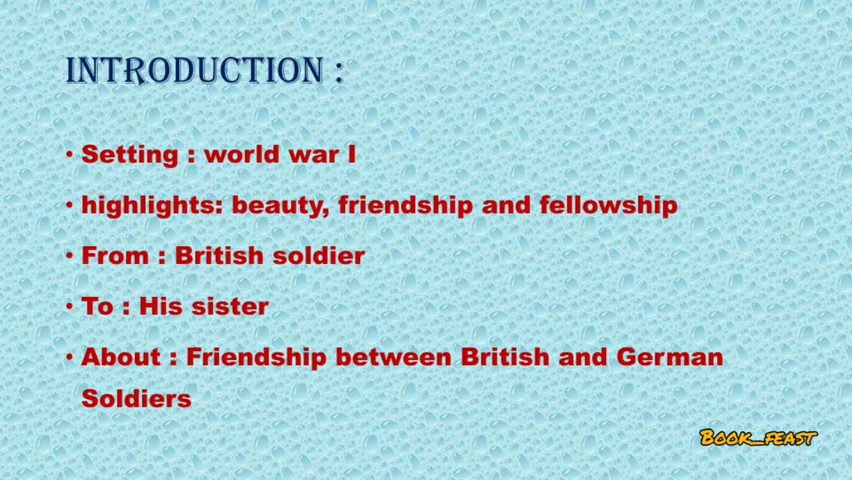 INTRODUCTION :
• Setting : world war I
• highlights: beauty, friendship and fellowship
• From : British soldier
• To : His sister
• About : Friendship between British and German
Soldiers
Book_feast